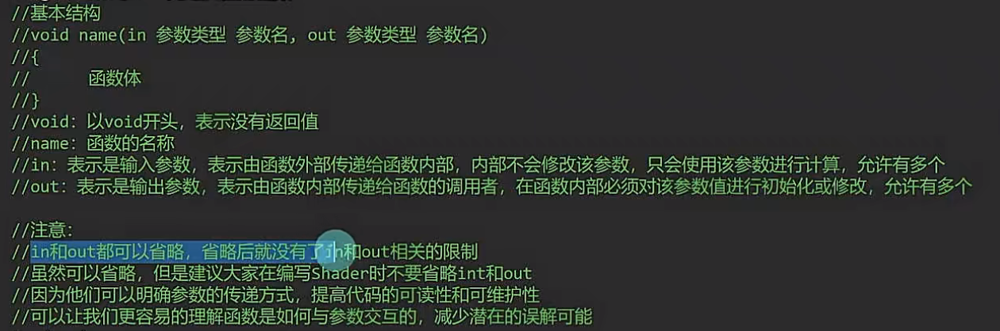 //基本结构
//void name(in 参数类型 参数名, out 参数类型 参数名)
//{
//      函数体
//}
//void: 以void开头，表示没有返回值
//name: 函数的名称
//in: 表示是输入参数，表示由函数外部传递给函数内部，内部不会修改该参数，只会使用该参数进行计算，允许有多个
//out: 表示是输出参数，表示由函数内部传递给函数的调用者，在函数内部必须对该参数值进行初始化或修改，允许有多个
//注意:
//in和out都可以省略，省略后就没有了in和out相关的限制
//虽然可以省略，但是建议大家在编写Shader时不要省略int和out
//因为他们可以明确参数的传递方式，提高代码的可读性和可维护性
//可以让我们更容易的理解函数是如何与参数交互的，减少潜在的误解可能